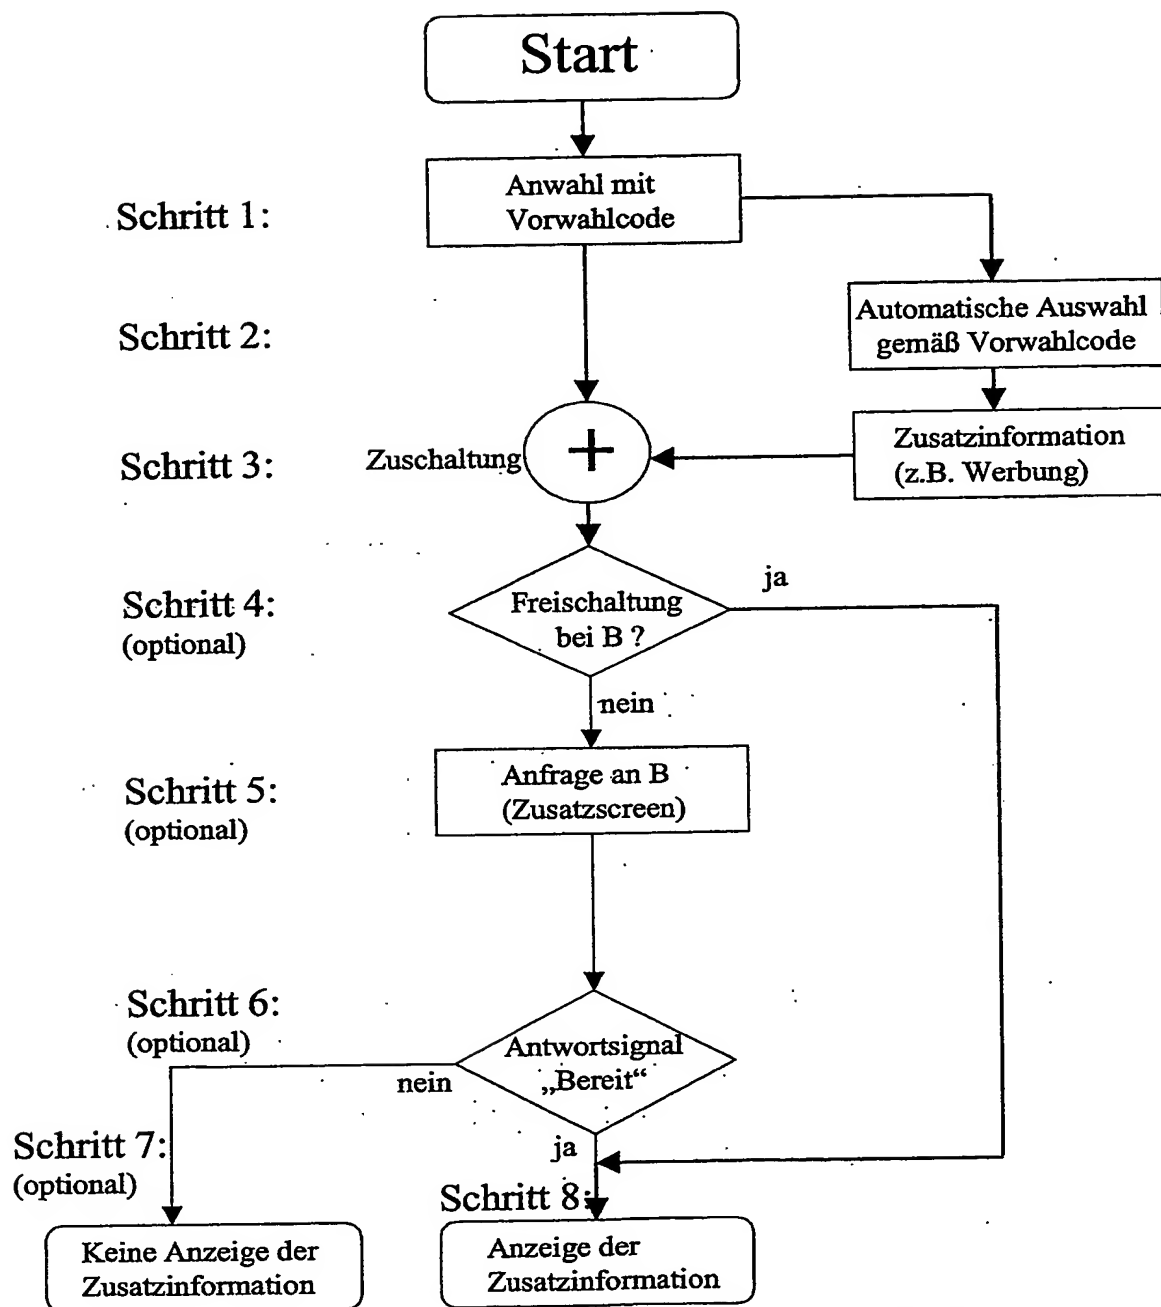 Start
Anwahl mit
Vorwahlcode
Schritt 1:
Automatische Auswahl
gemäß Vorwahlcode
Schritt 2:
Zusatzinformation
(z.B. Werbung)
Schritt 3:
Zuschaltung
+
ja
Schritt 4:
(optional)
Freischaltung
bei B ?
nein
Anfrage an B
(Zusatzscreen)
Schritt 5:
(optional)
Schritt 6:
(optional)
Antwortsignal
„Bereit“
nein
Schritt 7:
(optional)
ja
Schritt 8:
Keine Anzeige der
Zusatzinformation
Anzeige der
Zusatzinformation